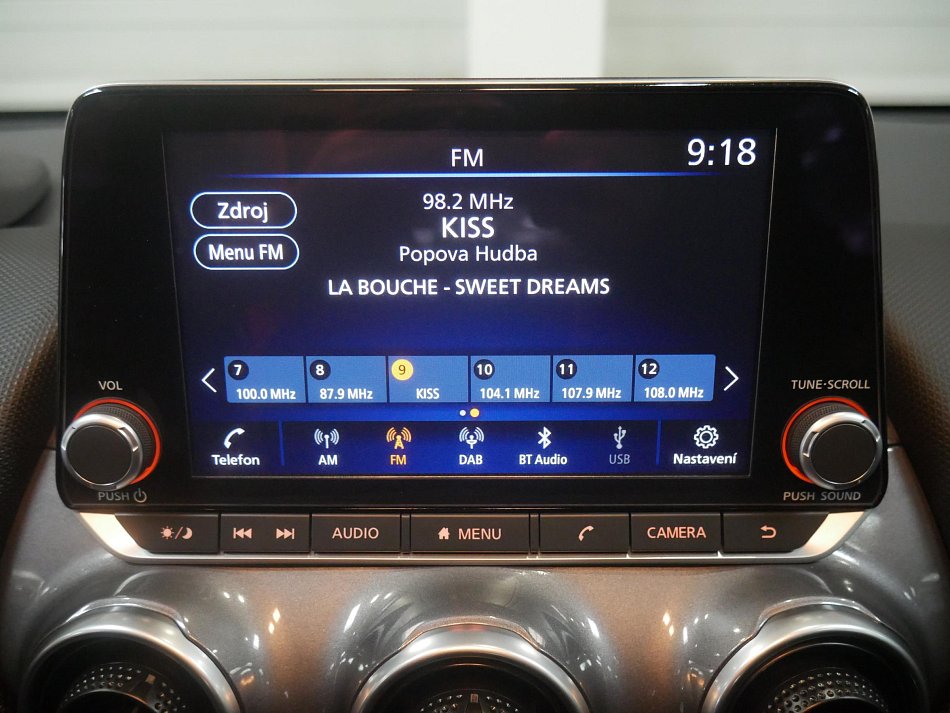 FM
9:18
Zdroj
98.2 MHz
Menu FM
KISS
Popova Hudba
LA BOUCHE - SWEET DREAMS
7 8 9 10 11 12
100.0 MHz 87.9 MHz KISS 104.1 MHz 107.9 MHz 108.0 MHz
VOL
TUNE·SCROLL
Telefon AM FM DAB BT Audio USB Nastavení
PUSH
PUSH SOUND
AUDIO MENU CAMERA